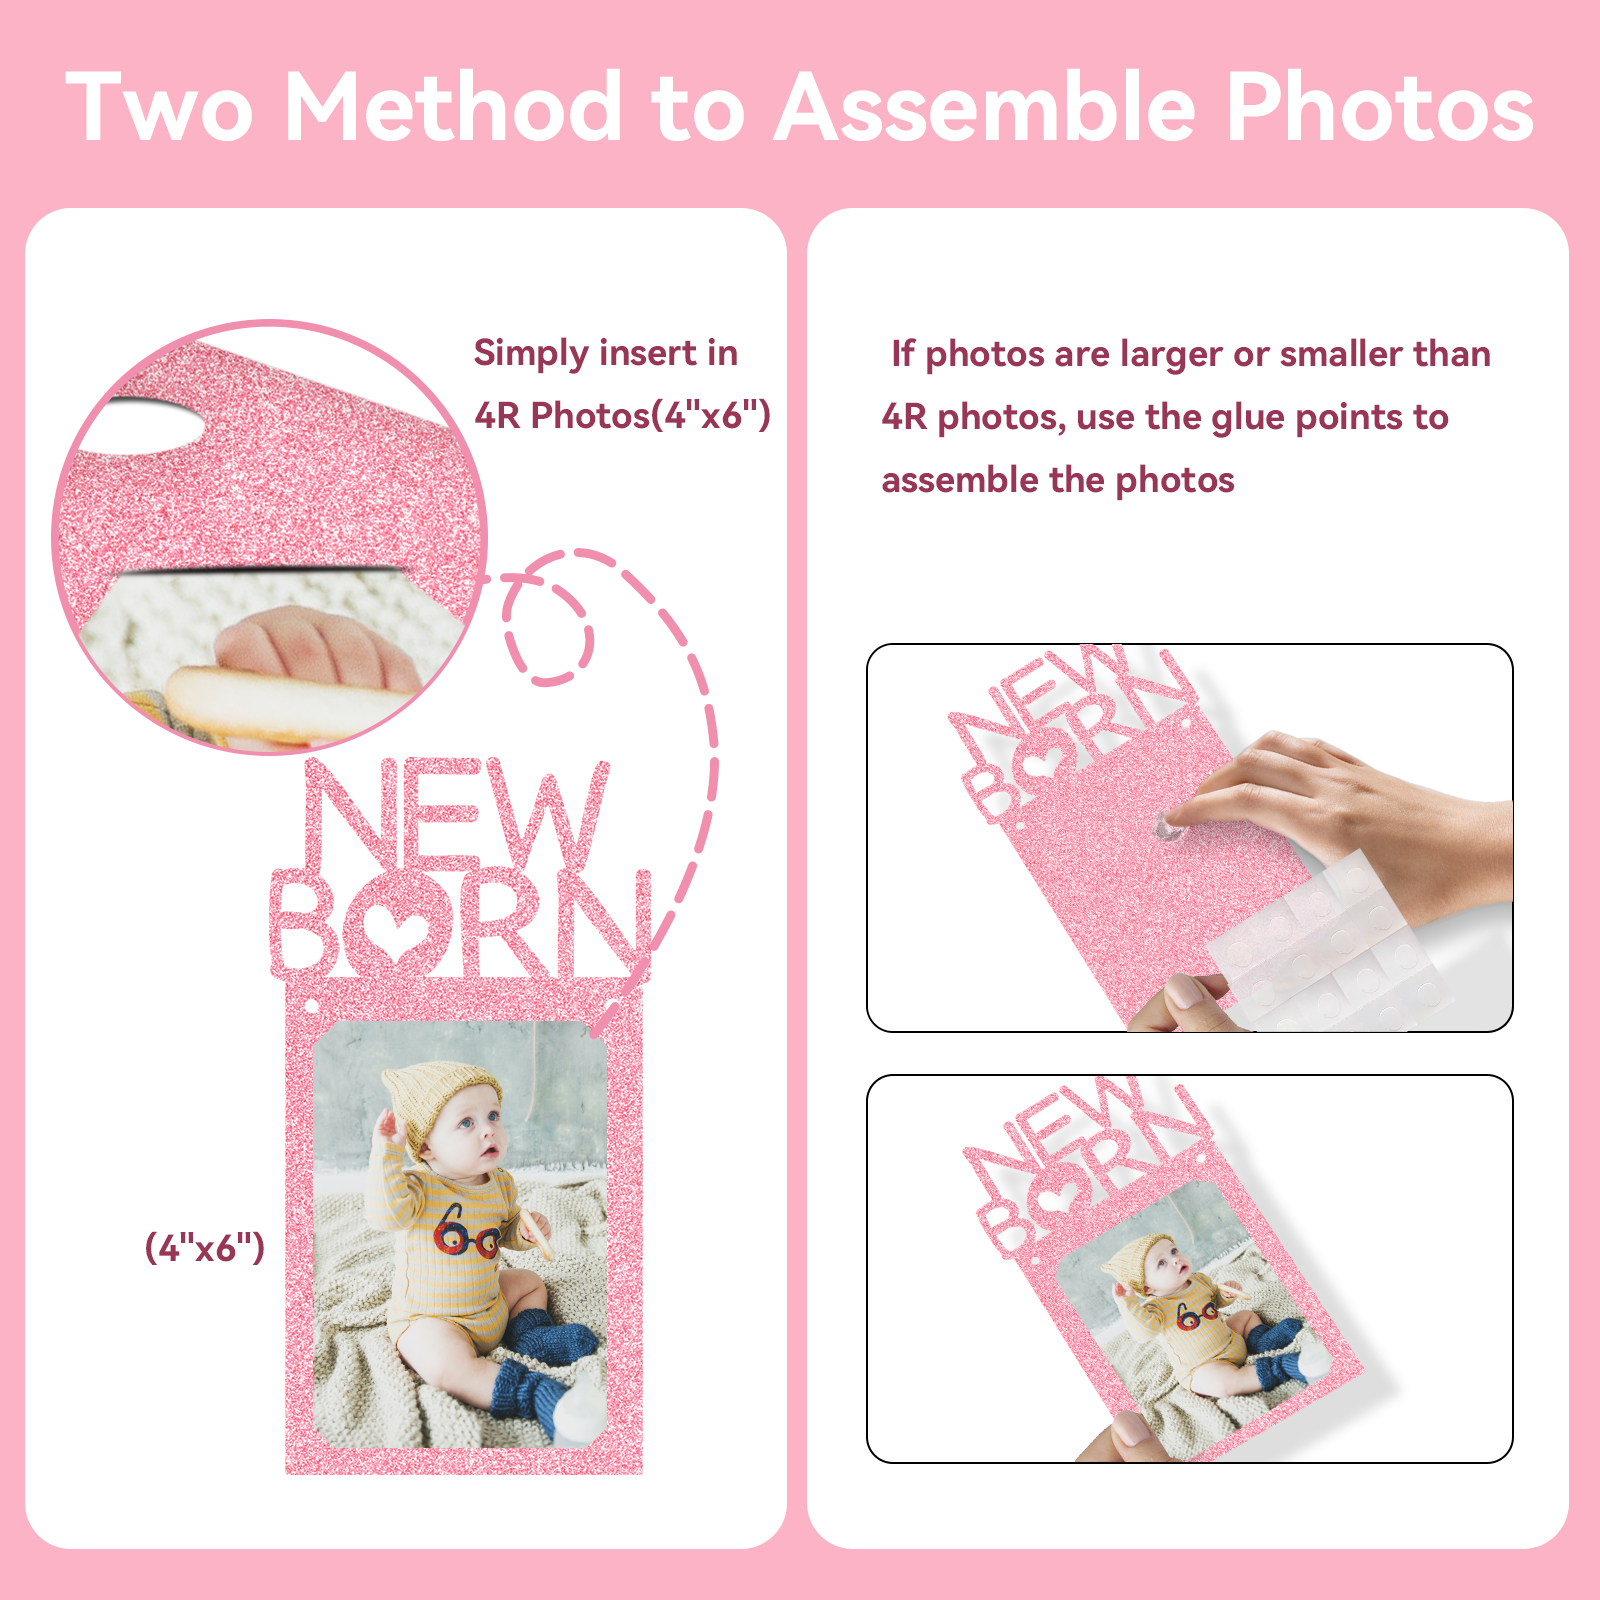 Two Method to Assemble Photos
Simply insert in
4R Photos(4"x6")
NEW
BORN
(4"x6")
If photos are larger or smaller than
4R photos, use the glue points to
assemble the photos
NEW
BORN
NEW
BORN